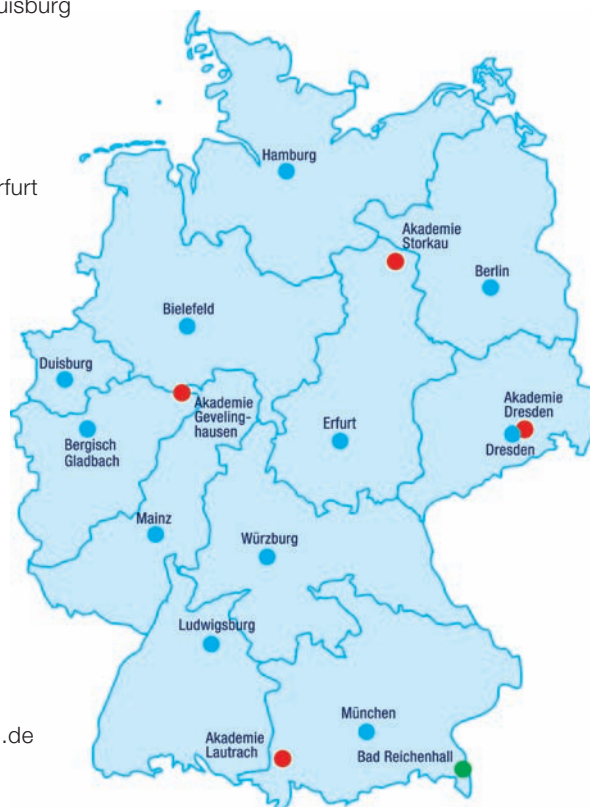 uisburg
Hamburg
rfurt
Akademie
Storkau
Berlin
Bielefeld
Duisburg
Akademie
Geveling-
hausen
Akademie
Dresden
Bergisch
Gladbach
Erfurt
Dresden
Mainz
Würzburg
Ludwigsburg
München
.de
Akademie
Lautrach
Bad Reichenhall